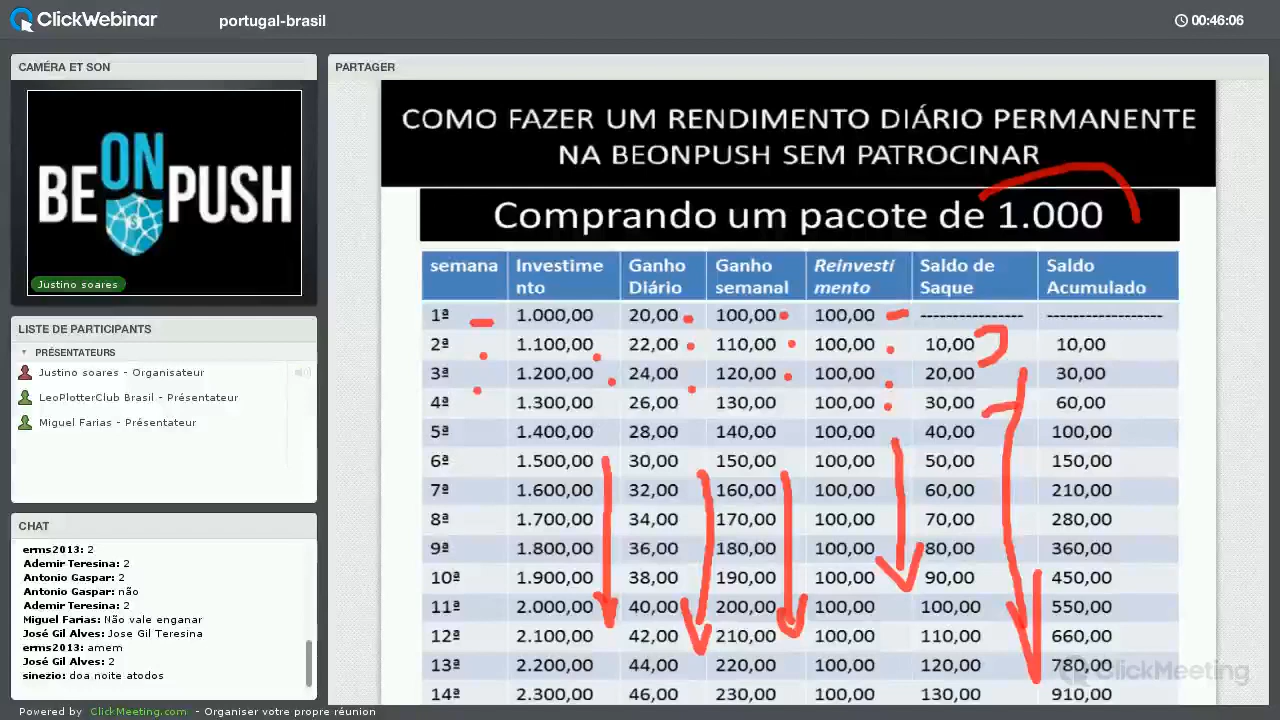 ClickWebinar
portugal-brasil
00:46:06
CAMÉRA ET SON
BEONPUSH
Justino soares
LISTE DE PARTICIPANTS
PRÉSENTATEURS
Justino soares - Organisateur
LeoPlotterClub Brasil - Présentateur
Miguel Farias - Présentateur
CHAT
erms2013: 2
Ademir Teresina: 2
Antonio Gaspar: 2
Antonio Gaspar: não
Ademir Teresina: 2
Miguel Farias: Não vale enganar
José Gil Alves: Jose Gil Teresina
erms2013: amem
José Gil Alves: 2
sinezio: doa noite atodos
PARTAGER
COMO FAZER UM RENDIMENTO DIÁRIO PERMANENTE
NA BEONPUSH SEM PATROCINAR
Comprando um pacote de 1.000
semana Investime Ganho Ganho Reinvesti Saldo de Saldo
nto Diário semanal mento Saque Acumulado
1ª 1.000,00 20,00 100,00 100,00 ---------------- ------------------
2ª 1.100,00 22,00 110,00 100,00 10,00 10,00
3ª 1.200,00 24,00 120,00 100,00 20,00 30,00
4ª 1.300,00 26,00 130,00 100,00 30,00 60,00
5ª 1.400,00 28,00 140,00 100,00 40,00 100,00
6ª 1.500,00 30,00 150,00 100,00 50,00 150,00
7ª 1.600,00 32,00 160,00 100,00 60,00 210,00
8ª 1.700,00 34,00 170,00 100,00 70,00 280,00
9ª 1.800,00 36,00 180,00 100,00 80,00 360,00
10ª 1.900,00 38,00 190,00 100,00 90,00 450,00
11ª 2.000,00 40,00 200,00 100,00 100,00 550,00
12ª 2.100,00 42,00 210,00 100,00 110,00 660,00
13ª 2.200,00 44,00 220,00 100,00 120,00 780,00
14ª 2.300,00 46,00 230,00 100,00 130,00 910,00
ClickMeeting
Powered by ClickMeeting.com - Organiser votre propre réunion